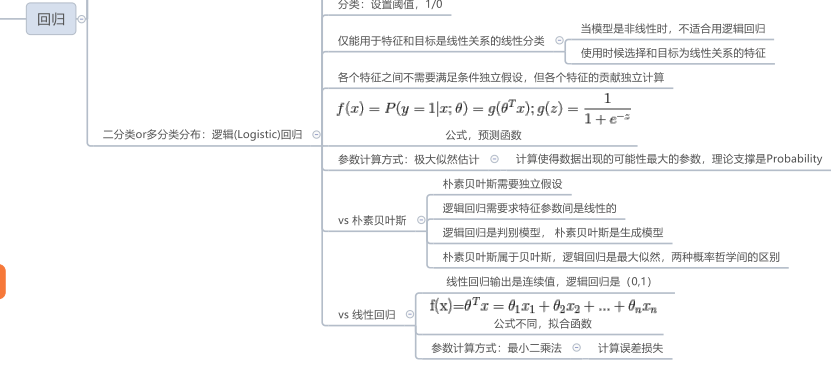 分类：设置阈值，1/0
回归
当模型是非线性时，不适合用逻辑回归
仅能用于特征和目标是线性关系的线性分类
使用时候选择和目标为线性关系的特征
各个特征之间不需要满足条件独立假设，但各个特征的贡献独立计算
f(x) = P(y = 1|x; θ) = g(θ^T x); g(z) = 1 / (1 + e^{-z})
二分类or多分类分布：逻辑(Logistic)回归
公式，预测函数
参数计算方式：极大似然估计
计算使得数据出现的可能性最大的参数，理论支撑是Probability
朴素贝叶斯需要独立假设
逻辑回归需要求特征参数间是线性的
vs 朴素贝叶斯
逻辑回归是判别模型， 朴素贝叶斯是生成模型
朴素贝叶斯属于贝叶斯，逻辑回归是最大似然，两种概率哲学间的区别
线性回归输出是连续值，逻辑回归是（0,1）
f(x)=θ^T x = θ_1x_1 + θ_2x_2 + ... + θ_nx_n
vs 线性回归
公式不同，拟合函数
参数计算方式：最小二乘法
计算误差损失